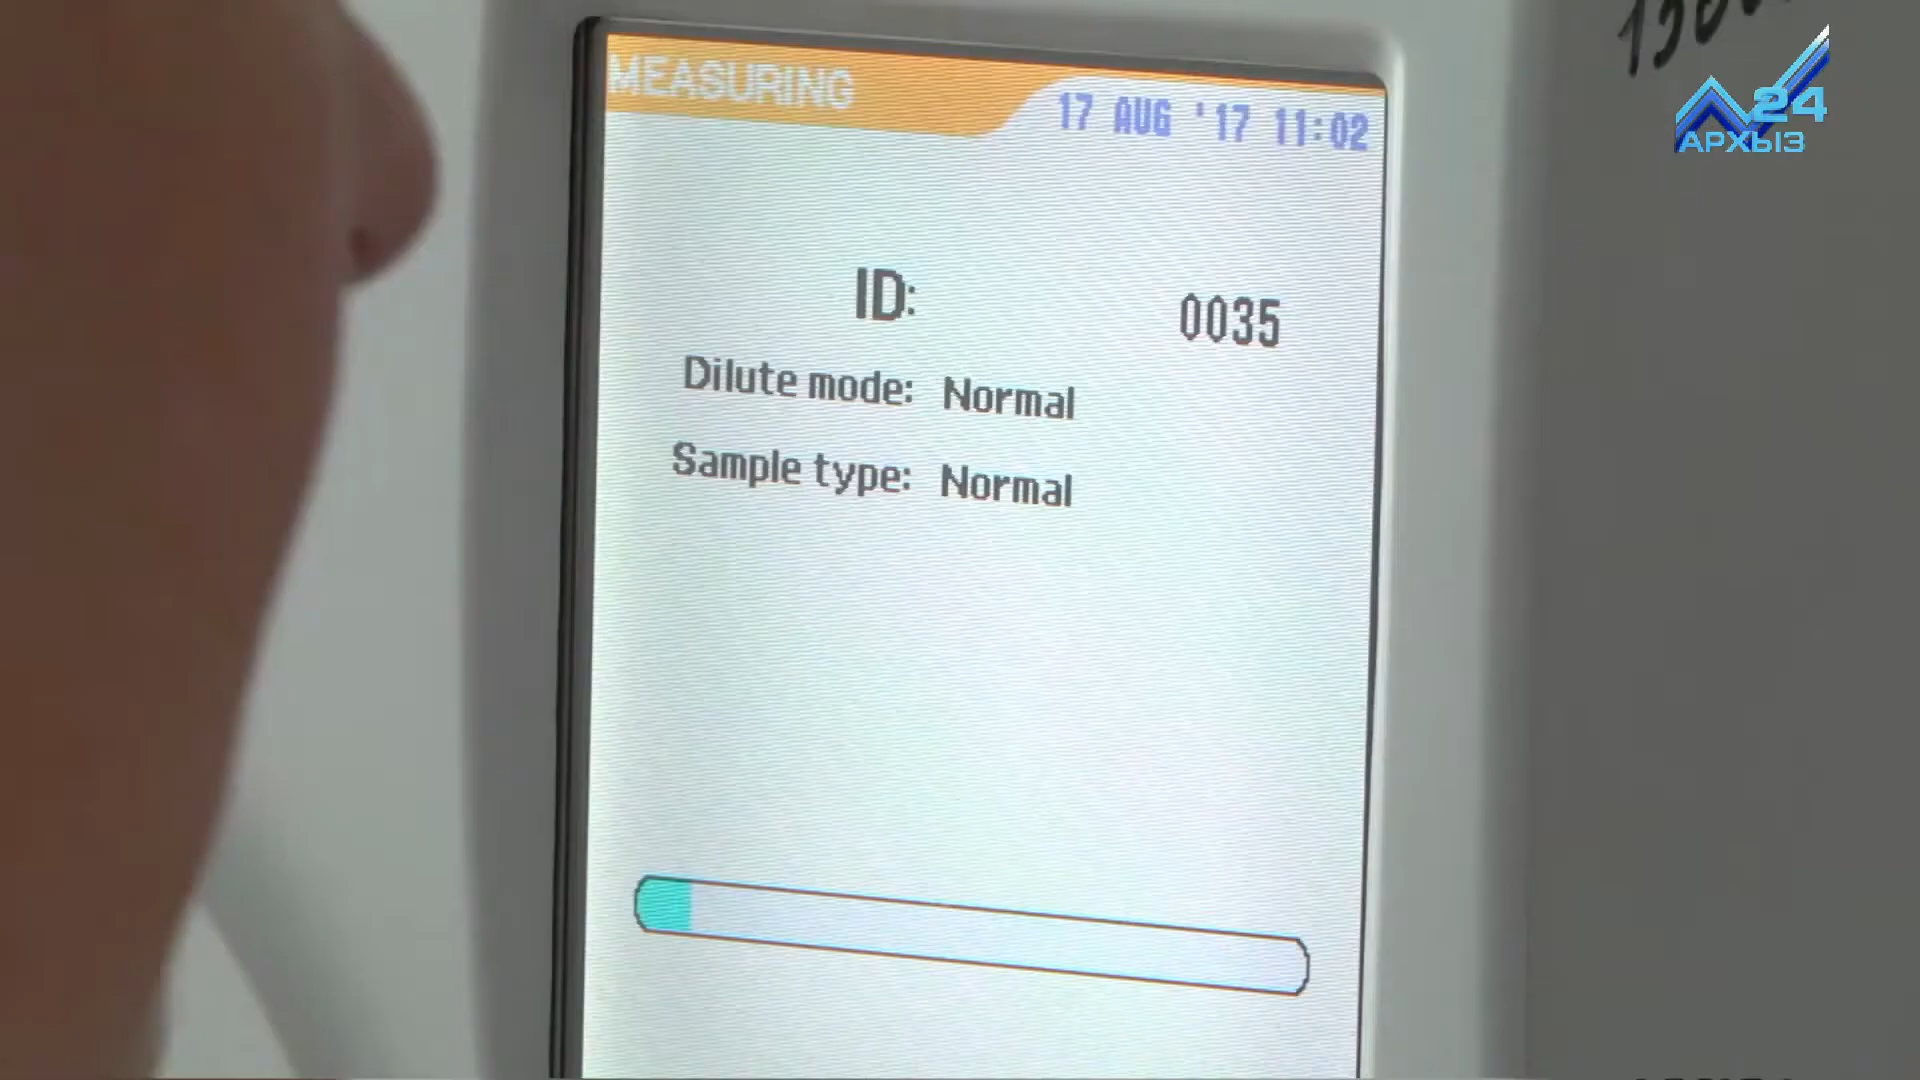 MEASURING
17 AUG '17 11:02
24
АРХЫЗ
ID: 0035
Dilute mode: Normal
Sample type: Normal